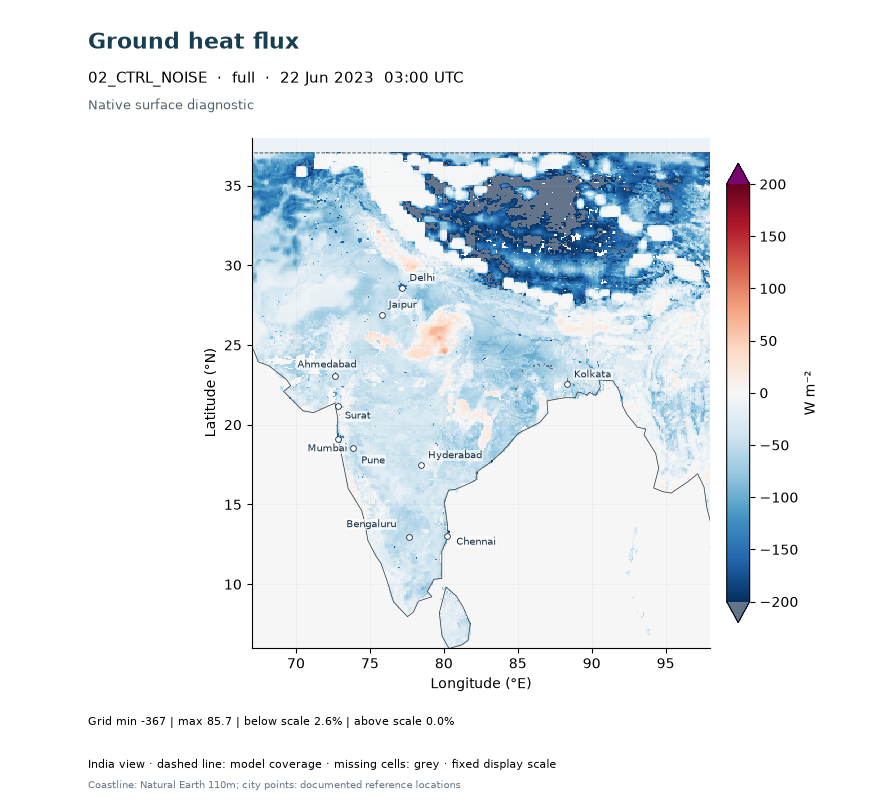 Ground heat flux
02_CTRL_NOISE · full · 22 Jun 2023 03:00 UTC
Native surface diagnostic
35
30
25
20
15
10
Latitude (°N)
Delhi
Jaipur
Ahmedabad
Kolkata
Surat
Mumbai
Pune
Hyderabad
Bengaluru
Chennai
70
75
80
85
90
95
Longitude (°E)
200
150
100
50
0
−50
−100
−150
−200
W m⁻²
Grid min -367 | max 85.7 | below scale 2.6% | above scale 0.0%
India view · dashed line: model coverage · missing cells: grey · fixed display scale
Coastline: Natural Earth 110m; city points: documented reference locations